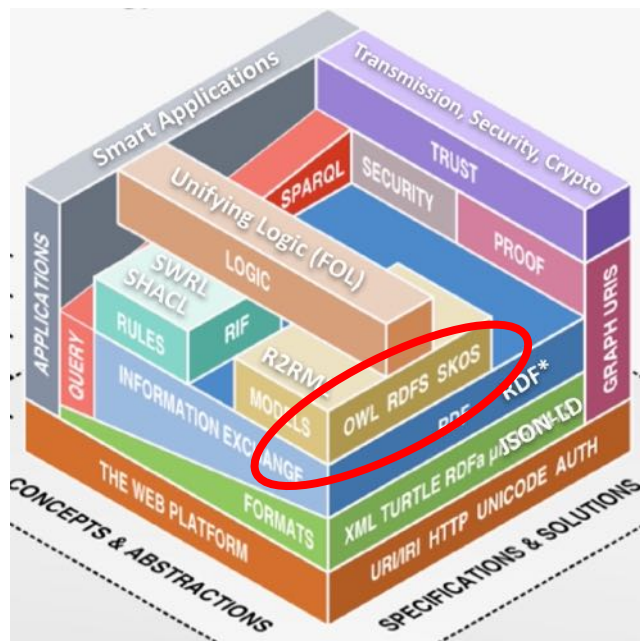 Smart Applications
Transmission, Security, Crypto
TRUST
SPARQL
SECURITY
PROOF
Unifying Logic (FOL)
LOGIC
APPLICATIONS
SWRL
SHACL
RULES
RIF
QUERY
R2RML
MODELS
OWL RDFS SKOS
GRAPH URIS
INFORMATION EXCHANGE
RDF
RDF*
JSON-LD
FORMATS
XML TURTLE RDFa
THE WEB PLATFORM
URI/IRI HTTP UNICODE AUTH
CONCEPTS & ABSTRACTIONS
SPECIFICATIONS & SOLUTIONS